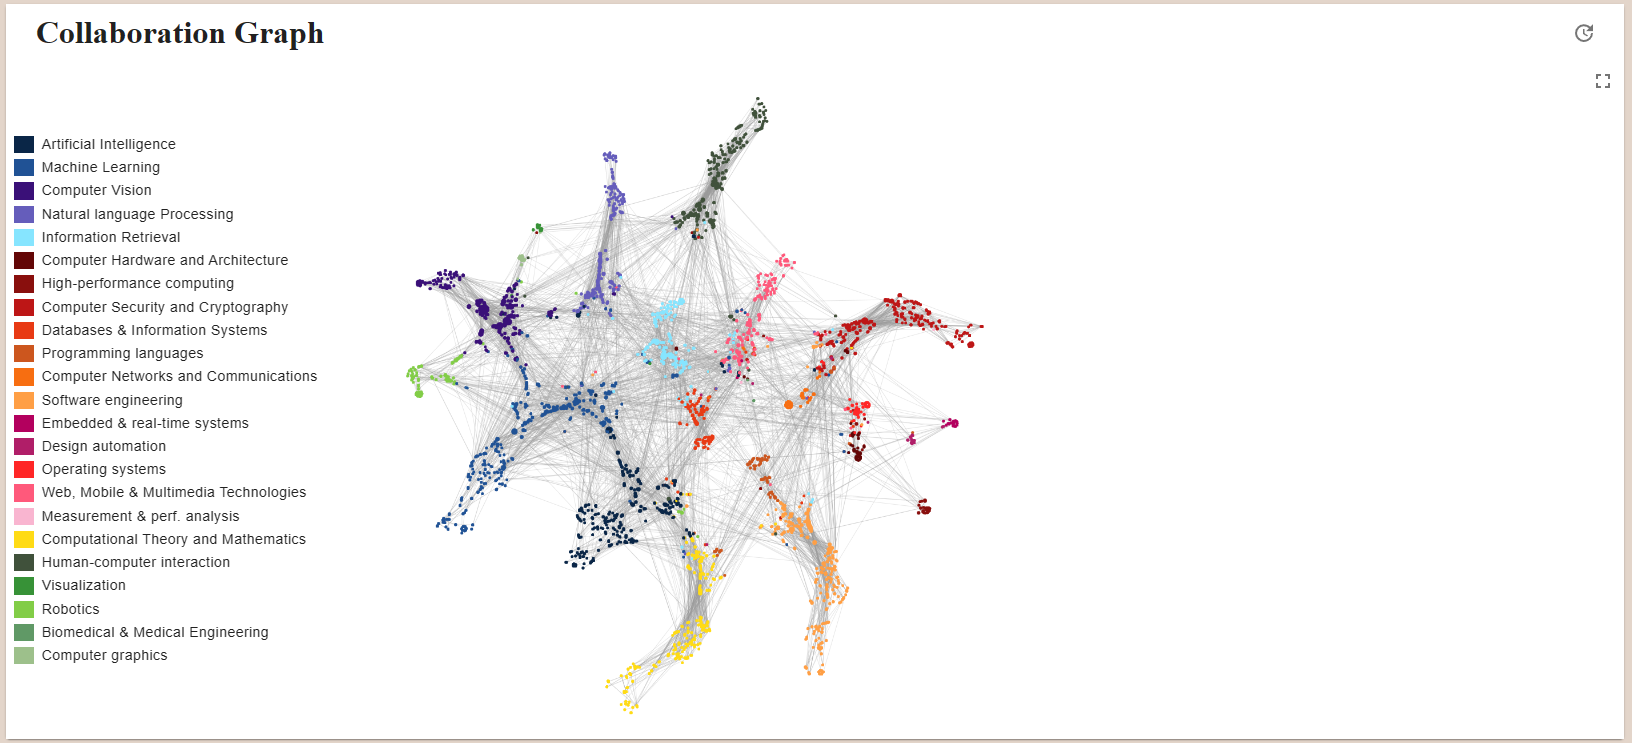 Collaboration Graph
Artificial Intelligence
Machine Learning
Computer Vision
Natural language Processing
Information Retrieval
Computer Hardware and Architecture
High-performance computing
Computer Security and Cryptography
Databases & Information Systems
Programming languages
Computer Networks and Communications
Software engineering
Embedded & real-time systems
Design automation
Operating systems
Web, Mobile & Multimedia Technologies
Measurement & perf. analysis
Computational Theory and Mathematics
Human-computer interaction
Visualization
Robotics
Biomedical & Medical Engineering
Computer graphics